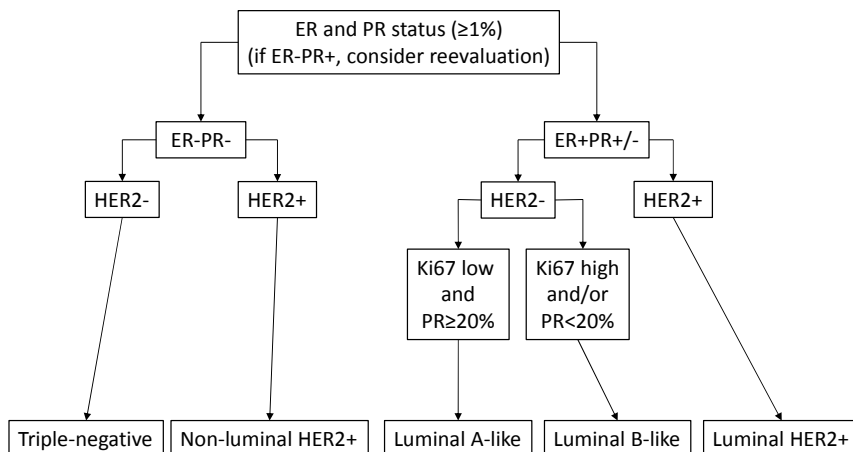 ER and PR status (≥1%)
(if ER-PR+, consider reevaluation)
ER-PR-
ER+PR+/-
HER2-
HER2+
HER2-
HER2+
Ki67 low
and
PR≥20%
Ki67 high
and/or
PR<20%
Triple-negative
Non-luminal HER2+
Luminal A-like
Luminal B-like
Luminal HER2+